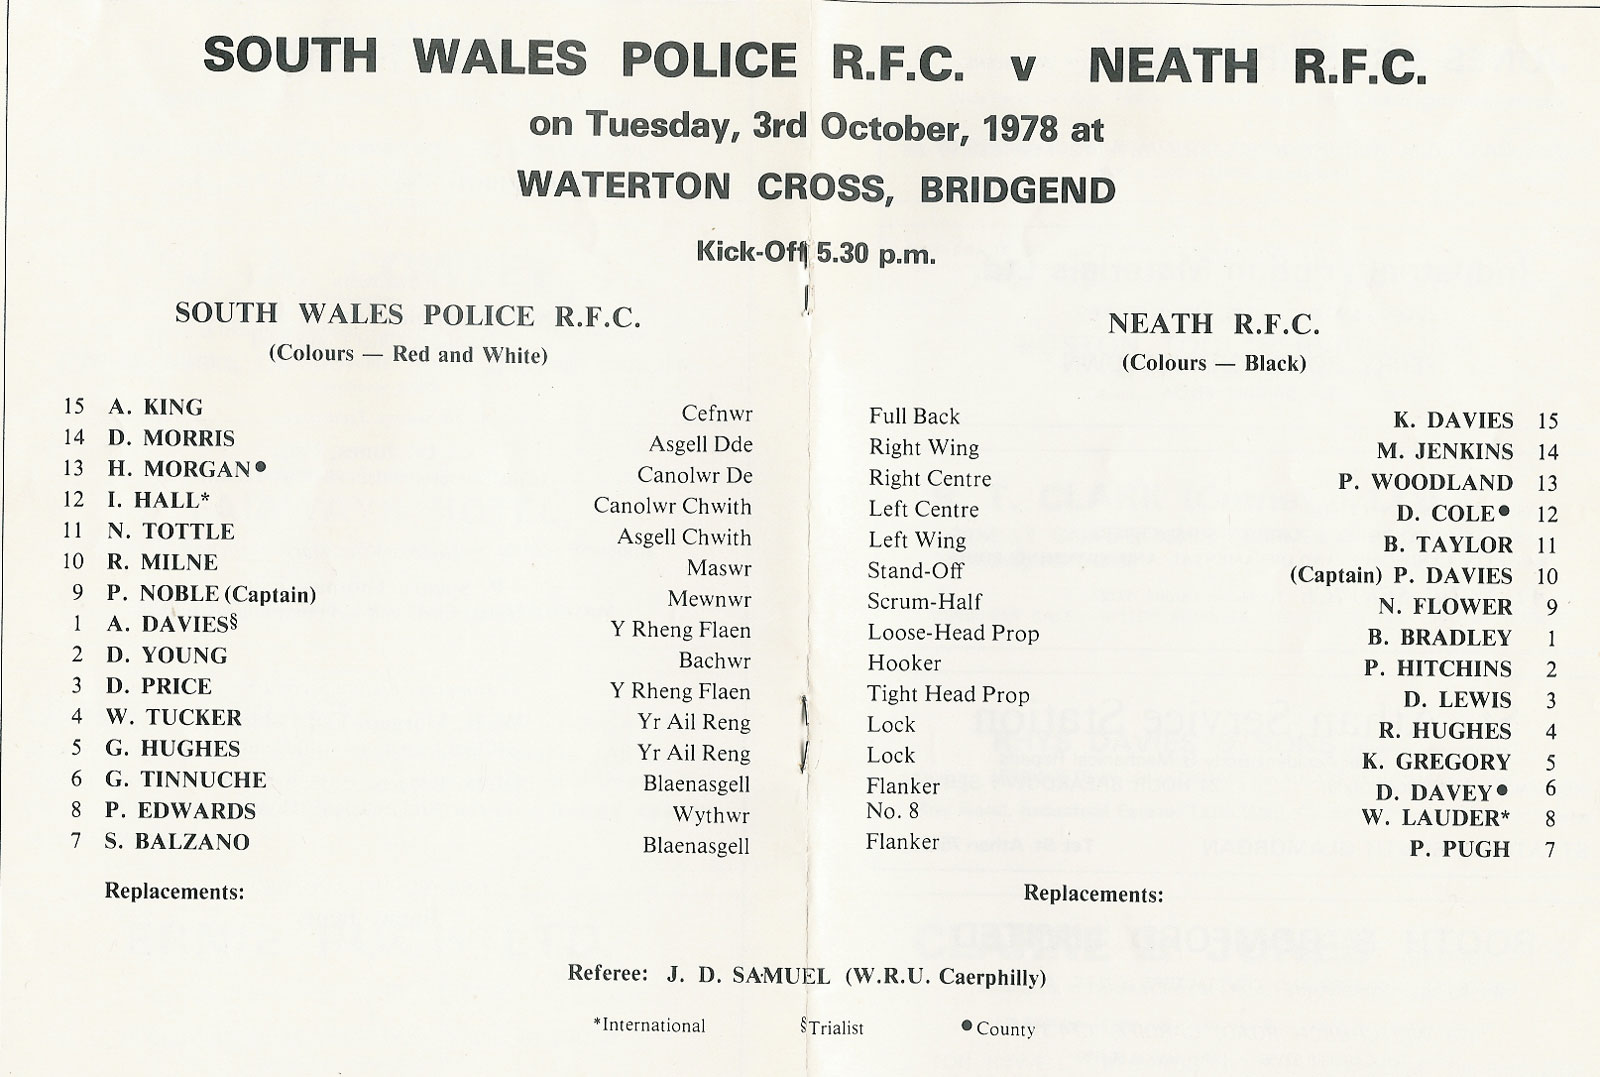 SOUTH WALES POLICE R.F.C. v NEATH R.F.C.
on Tuesday, 3rd October, 1978 at
WATERTON CROSS, BRIDGEND
Kick-Off 5.30 p.m.
SOUTH WALES POLICE R.F.C.
(Colours — Red and White)
15 A. KING Cefnwr
14 D. MORRIS Asgell Dde
13 H. MORGAN● Canolwr De
12 I. HALL* Canolwr Chwith
11 N. TOTTLE Asgell Chwith
10 R. MILNE Maswr
9 P. NOBLE (Captain) Mewnwr
1 A. DAVIES§ Y Rheng Flaen
2 D. YOUNG Bachwr
3 D. PRICE Y Rheng Flaen
4 W. TUCKER Yr Ail Reng
5 G. HUGHES Yr Ail Reng
6 G. TINNUCHE Blaenasgell
8 P. EDWARDS Wythwr
7 S. BALZANO Blaenasgell
Replacements:
NEATH R.F.C.
(Colours — Black)
Full Back K. DAVIES 15
Right Wing M. JENKINS 14
Right Centre P. WOODLAND 13
Left Centre D. COLE● 12
Left Wing B. TAYLOR 11
Stand-Off (Captain) P. DAVIES 10
Scrum-Half N. FLOWER 9
Loose-Head Prop B. BRADLEY 1
Hooker P. HITCHINS 2
Tight Head Prop D. LEWIS 3
Lock R. HUGHES 4
Lock K. GREGORY 5
Flanker D. DAVEY● 6
No. 8 W. LAUDER* 8
Flanker P. PUGH 7
Replacements:
Referee: J. D. SAMUEL (W.R.U. Caerphilly)
*International §Trialist ●County